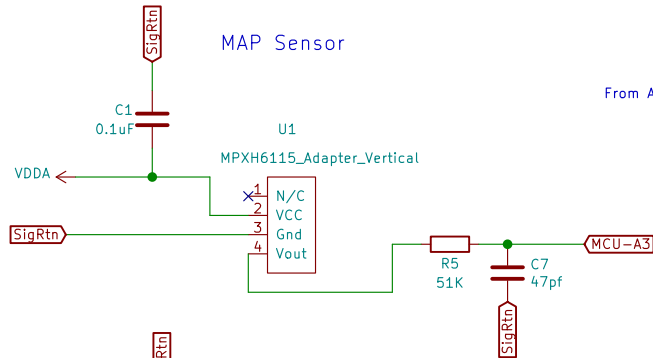 SigRtn
MAP Sensor
From A
C1
0.1uF
U1
MPXH6115_Adapter_Vertical
VDDA
1 N/C
2 VCC
SigRtn
3 Gnd
4 Vout
MCU-A3
R5
51K
C7
47pf
SigRtn
Rtn